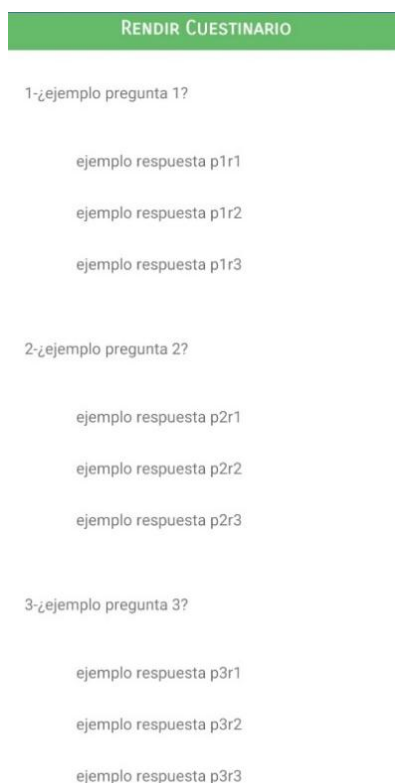 RENDIR CUESTINARIO
1-¿ejemplo pregunta 1?
ejemplo respuesta p1r1
ejemplo respuesta p1r2
ejemplo respuesta p1r3
2-¿ejemplo pregunta 2?
ejemplo respuesta p2r1
ejemplo respuesta p2r2
ejemplo respuesta p2r3
3-¿ejemplo pregunta 3?
ejemplo respuesta p3r1
ejemplo respuesta p3r2
ejemplo respuesta p3r3